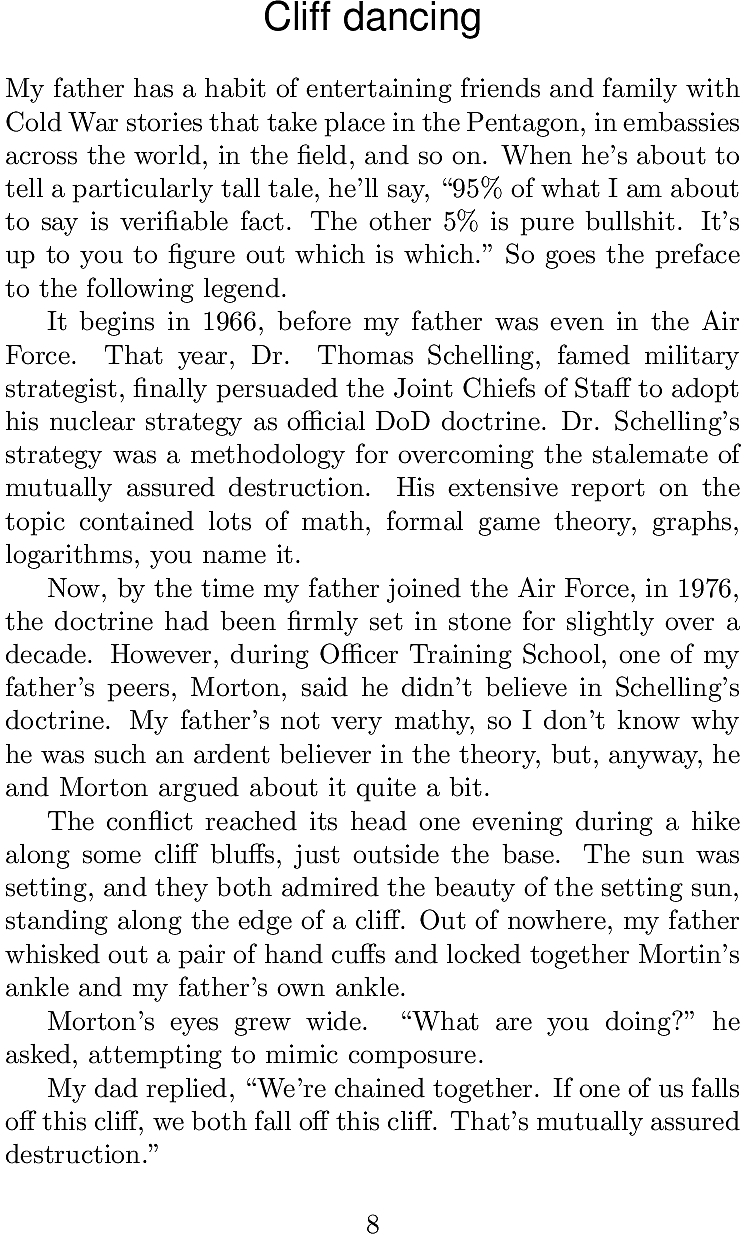 Cliff dancing
My father has a habit of entertaining friends and family with
Cold War stories that take place in the Pentagon, in embassies
across the world, in the field, and so on. When he's about to
tell a particularly tall tale, he'll say, “95% of what I am about
to say is verifiable fact. The other 5% is pure bullshit. It's
up to you to figure out which is which.” So goes the preface
to the following legend.
It begins in 1966, before my father was even in the Air
Force. That year, Dr. Thomas Schelling, famed military
strategist, finally persuaded the Joint Chiefs of Staff to adopt
his nuclear strategy as official DoD doctrine. Dr. Schelling's
strategy was a methodology for overcoming the stalemate of
mutually assured destruction. His extensive report on the
topic contained lots of math, formal game theory, graphs,
logarithms, you name it.
Now, by the time my father joined the Air Force, in 1976,
the doctrine had been firmly set in stone for slightly over a
decade. However, during Officer Training School, one of my
father's peers, Morton, said he didn't believe in Schelling's
doctrine. My father's not very mathy, so I don't know why
he was such an ardent believer in the theory, but, anyway, he
and Morton argued about it quite a bit.
The conflict reached its head one evening during a hike
along some cliff bluffs, just outside the base. The sun was
setting, and they both admired the beauty of the setting sun,
standing along the edge of a cliff. Out of nowhere, my father
whisked out a pair of hand cuffs and locked together Mortin's
ankle and my father's own ankle.
Morton's eyes grew wide. “What are you doing?” he
asked, attempting to mimic composure.
My dad replied, “We're chained together. If one of us falls
off this cliff, we both fall off this cliff. That's mutually assured
destruction.”
8